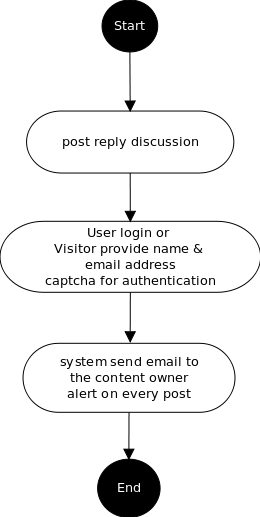 Start
post reply discussion
User login or
Visitor provide name &
email address
captcha for authentication
system send email to
the content owner
alert on every post
End